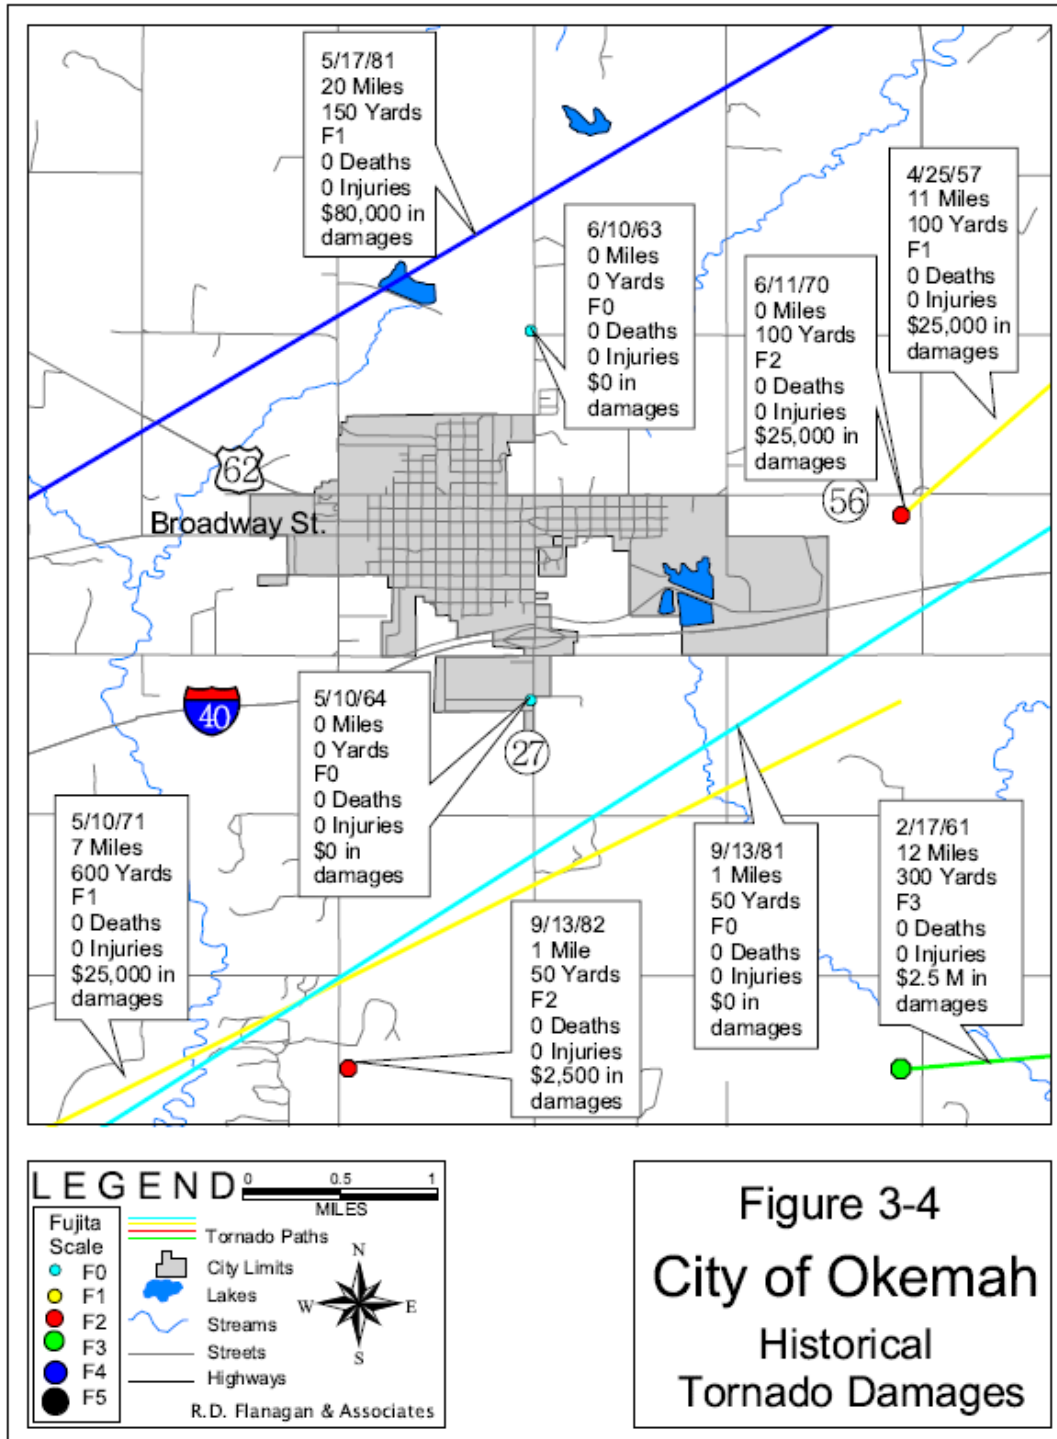 5/17/81
20 Miles
150 Yards
F1
0 Deaths
0 Injuries
$80,000 in
damages
4/25/57
11 Miles
100 Yards
F1
0 Deaths
0 Injuries
$25,000 in
damages
6/10/63
0 Miles
0 Yards
F0
0 Deaths
0 Injuries
$0 in
damages
6/11/70
0 Miles
100 Yards
F2
0 Deaths
0 Injuries
$25,000 in
damages
62
56
Broadway St.
40
27
5/10/64
0 Miles
0 Yards
F0
0 Deaths
0 Injuries
$0 in
damages
5/10/71
7 Miles
600 Yards
F1
0 Deaths
0 Injuries
$25,000 in
damages
9/13/82
1 Mile
50 Yards
F2
0 Deaths
0 Injuries
$2,500 in
damages
9/13/81
1 Miles
50 Yards
F0
0 Deaths
0 Injuries
$0 in
damages
2/17/61
12 Miles
300 Yards
F3
0 Deaths
0 Injuries
$2.5 M in
damages
LEGEND
0 0.5 1
MILES
Fujita
Scale
F0
F1
F2
F3
F4
F5
Tornado Paths
City Limits
Lakes
Streams
Streets
Highways
N
W E
S
R.D. Flanagan & Associates
Figure 3-4
City of Okemah
Historical
Tornado Damages